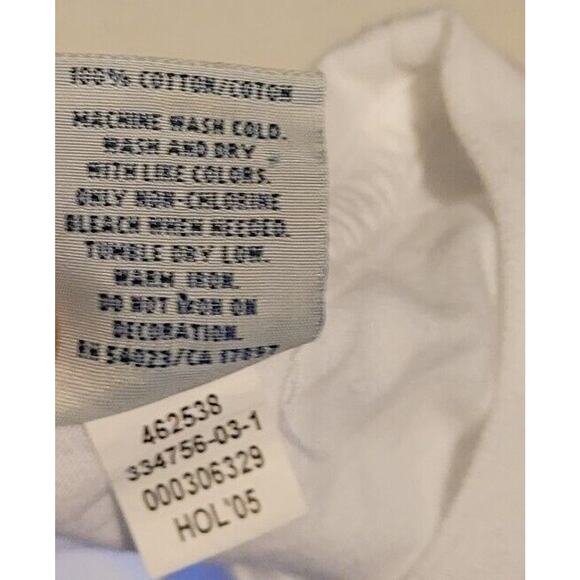 100% COTTON/COTON
MACHINE WASH COLD.
WASH AND DRY
WITH LIKE COLORS.
ONLY NON-CHLORINE
BLEACH WHEN NEEDED.
TUMBLE DRY LOW.
WARM IRON.
DO NOT IRON ON
DECORATION.
RN 54023/CA 17897
462538
334756-03-1
000306329
HOL'05